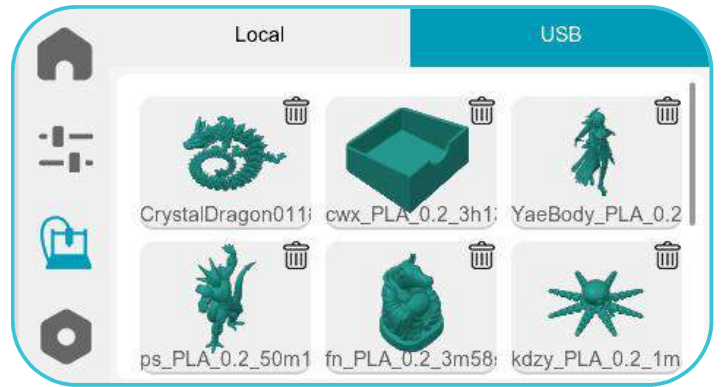 Local USB
CrystalDragon011 cwx_PLA_0.2_3h1 YaeBody_PLA_0.2
ps_PLA_0.2_50m1 fn_PLA_0.2_3m58 kdzy_PLA_0.2_1m